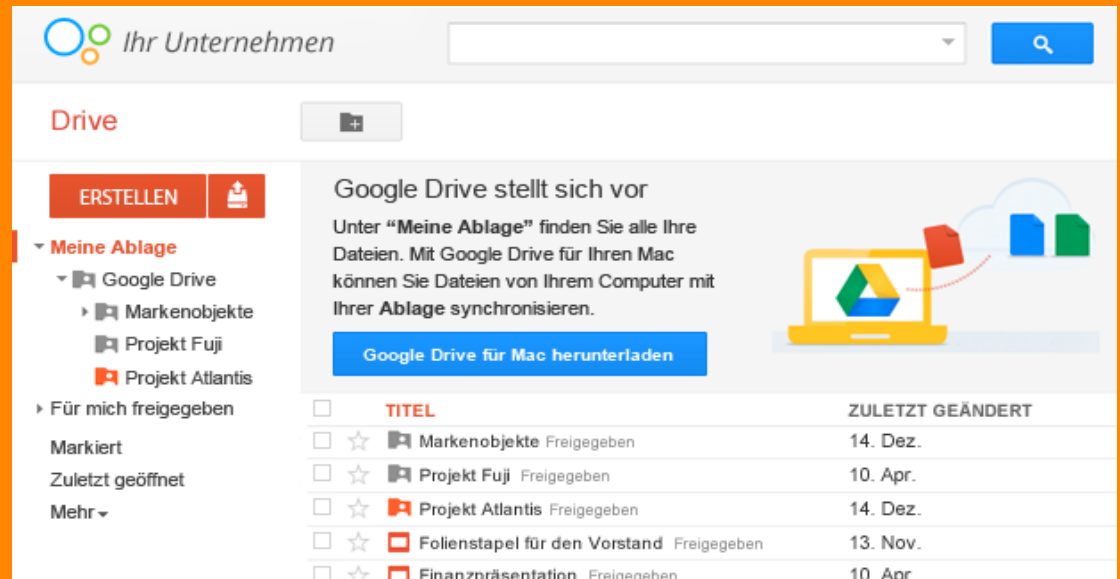 Ihr Unternehmen
Drive
ERSTELLEN
Meine Ablage
Google Drive
Markenobjekte
Projekt Fuji
Projekt Atlantis
Für mich freigegeben
Markiert
Zuletzt geöffnet
Mehr
Google Drive stellt sich vor
Unter “Meine Ablage” finden Sie alle Ihre
Dateien. Mit Google Drive für Ihren Mac
können Sie Dateien von Ihrem Computer mit
Ihrer Ablage synchronisieren.
Google Drive für Mac herunterladen
TITEL ZULETZT GEÄNDERT
Markenobjekte Freigegeben 14. Dez.
Projekt Fuji Freigegeben 10. Apr.
Projekt Atlantis Freigegeben 14. Dez.
Folienstapel für den Vorstand Freigegeben 13. Nov.
Finanzpräsentation Freigegeben 10. Apr.